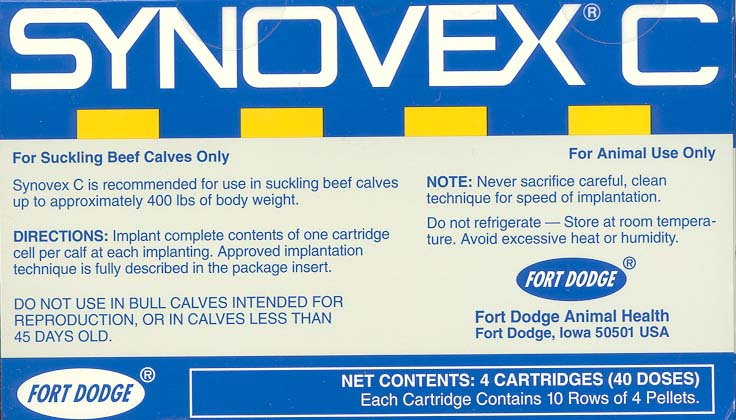 SYNOVEX® C
For Suckling Beef Calves Only
Synovex C is recommended for use in suckling beef calves
up to approximately 400 lbs of body weight.
DIRECTIONS: Implant complete contents of one cartridge
cell per calf at each implanting. Approved implantation
technique is fully described in the package insert.
DO NOT USE IN BULL CALVES INTENDED FOR
REPRODUCTION, OR IN CALVES LESS THAN
45 DAYS OLD.
For Animal Use Only
NOTE: Never sacrifice careful, clean
technique for speed of implantation.
Do not refrigerate — Store at room tempera-
ture. Avoid excessive heat or humidity.
FORT DODGE®
Fort Dodge Animal Health
Fort Dodge, Iowa 50501 USA
FORT DODGE®
NET CONTENTS: 4 CARTRIDGES (40 DOSES)
Each Cartridge Contains 10 Rows of 4 Pellets.